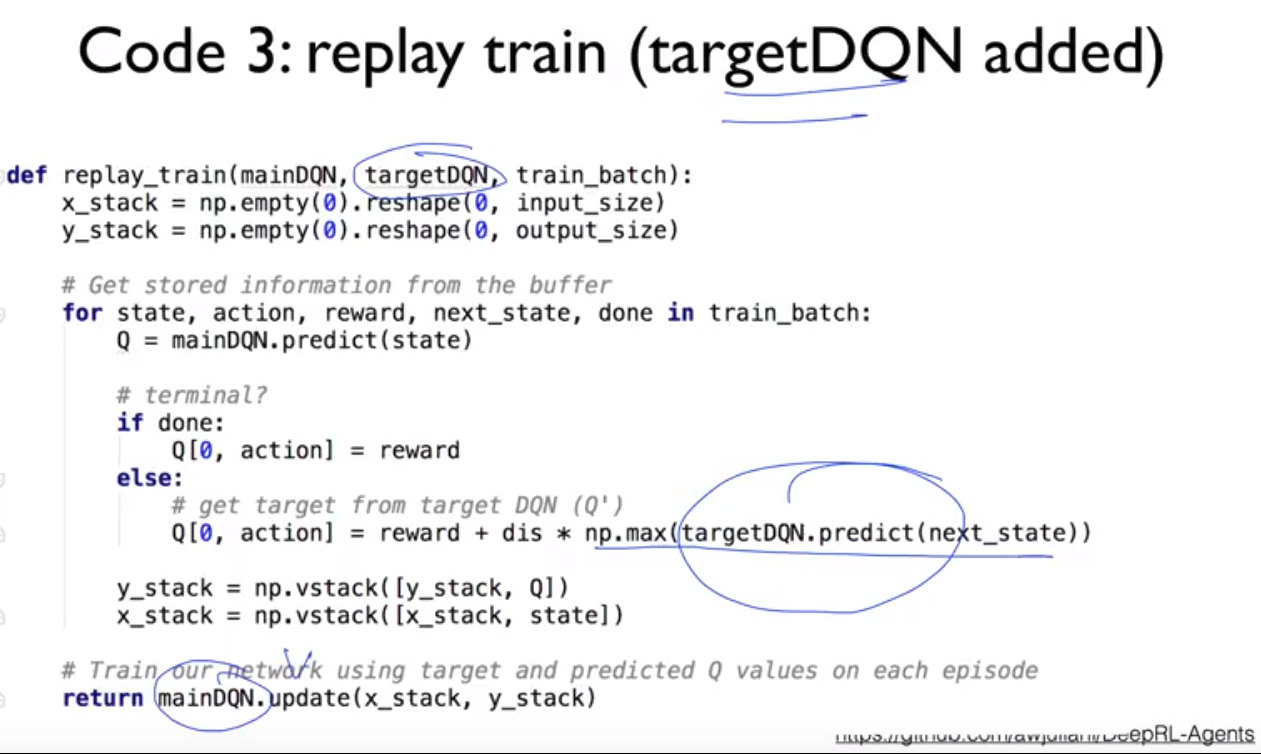 Code 3: replay train (targetDQN added)
def replay_train(mainDQN, targetDQN, train_batch):
x_stack = np.empty(0).reshape(0, input_size)
y_stack = np.empty(0).reshape(0, output_size)
# Get stored information from the buffer
for state, action, reward, next_state, done in train_batch:
Q = mainDQN.predict(state)
# terminal?
if done:
Q[0, action] = reward
else:
# get target from target DQN (Q')
Q[0, action] = reward + dis * np.max(targetDQN.predict(next_state))
y_stack = np.vstack([y_stack, Q])
x_stack = np.vstack([x_stack, state])
# Train our network using target and predicted Q values on each episode
return mainDQN.update(x_stack, y_stack)
https://github.com/awjuliani/DeepRL-Agents